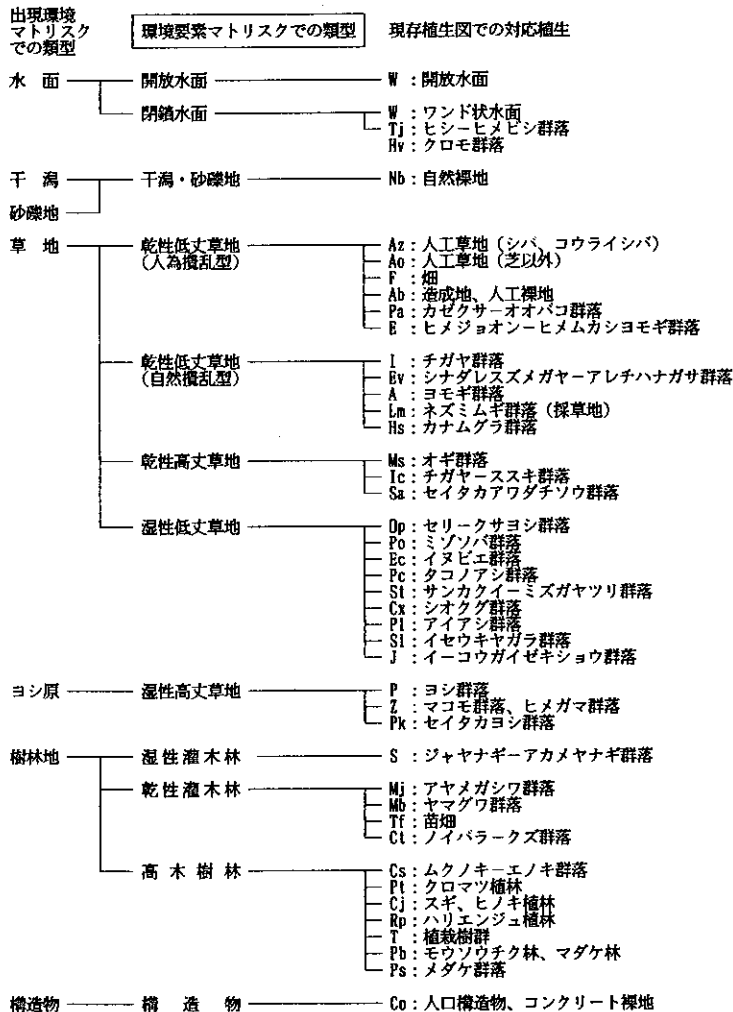 出現環境
マトリスク
での類型
環境要素マトリスクでの類型
現存植生図での対応植生
水 面 開放水面 W : 開放水面
閉鎖水面 W : ワンド状水面
Tj : ヒシーヒメビシ群落
Hv : クロモ群落
干 潟 干潟・砂礫地 Nb : 自然裸地
砂礫地
草 地 乾性低丈草地 Az : 人工草地（シバ、コウライシバ）
(人為攪乱型) Ao : 人工草地（芝以外）
F : 畑
Ab : 造成地、人工裸地
Pa : カゼクサーオオバコ群落
E : ヒメジョオンーヒメムカシヨモギ群落
乾性低丈草地 I : チガヤ群落
(自然攪乱型) Ev : シナダレスズメガヤーアレチハナガサ群落
A : ヨモギ群落
Lm : ネズミムギ群落（採草地）
Hs : カナムグラ群落
乾性高丈草地 Ms : オギ群落
Ic : チガヤーススキ群落
Sa : セイタカアワダチソウ群落
湿性低丈草地 Op : セリークサヨシ群落
Po : ミゾソバ群落
Ec : イヌビエ群落
Pc : タコノアシ群落
St : サンカクイーミズガヤツリ群落
Cx : シオクグ群落
Pl : アイアシ群落
Sl : イセウキヤガラ群落
J : イーコウガイゼキショウ群落
ヨシ原 湿性高丈草地 P : ヨシ群落
Z : マコモ群落、ヒメガマ群落
Pk : セイタカヨシ群落
樹林地 湿性灌木林 S : ジャヤナギーアカメヤナギ群落
乾性灌木林 Mj : アヤメガシワ群落
Mb : ヤマグワ群落
Tf : 苗畑
Ct : ノイバラークズ群落
高木樹林 Cs : ムクノキーエノキ群落
Pt : クロマツ植林
Cj : スギ、ヒノキ植林
Rp : ハリエンジュ植林
T : 植栽樹群
Pb : モウソウチク林、マダケ林
Ps : メダケ群落
構造物 構造物 Co : 人口構造物、コンクリート裸地